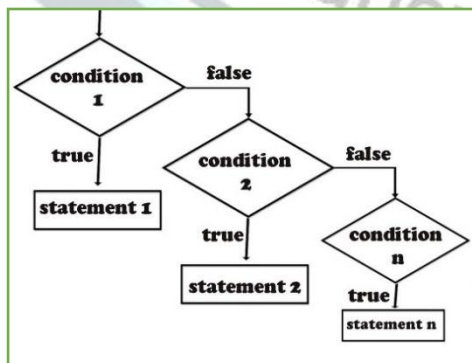 condition
1
false
true
condition
2
false
statement 1
true
condition
n
statement 2
true
statement n